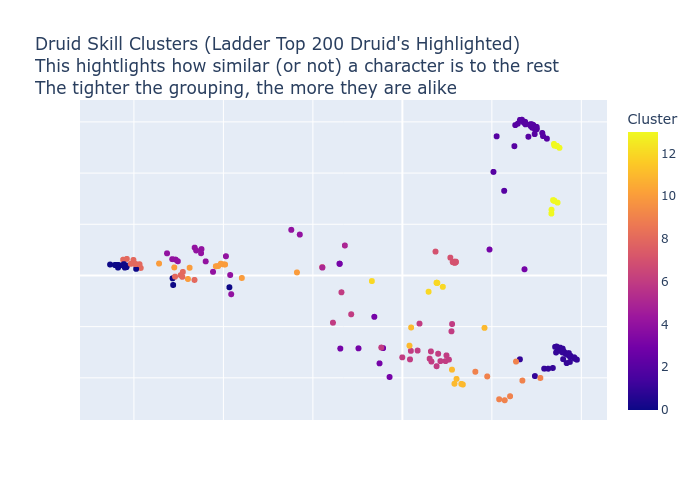 Druid Skill Clusters (Ladder Top 200 Druid's Highlighted)
This hightlights how similar (or not) a character is to the rest
The tighter the grouping, the more they are alike
Cluster
12
10
8
6
4
2
0